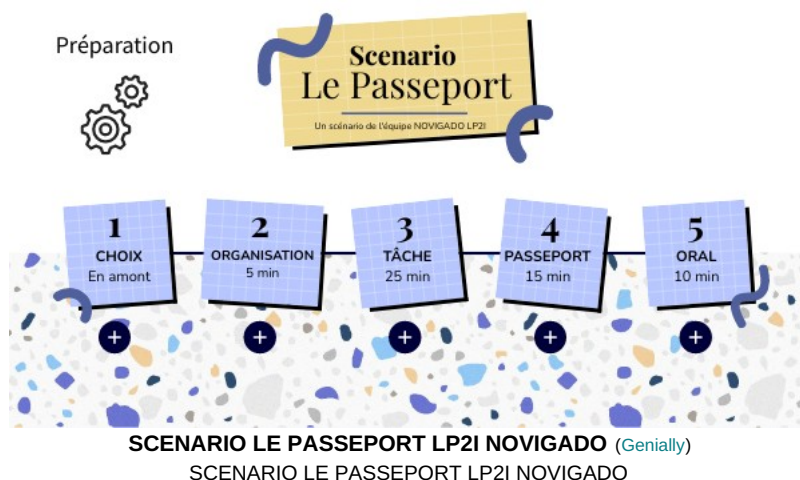 Préparation
Scenario
Le Passeport
Un scénario de l'équipe NOVIGADO LP2I
1
CHOIX
En amont
2
ORGANISATION
5 min
3
TÂCHE
25 min
4
PASSEPORT
15 min
5
ORAL
10 min
SCENARIO LE PASSEPORT LP2I NOVIGADO (Genially)
SCENARIO LE PASSEPORT LP2I NOVIGADO